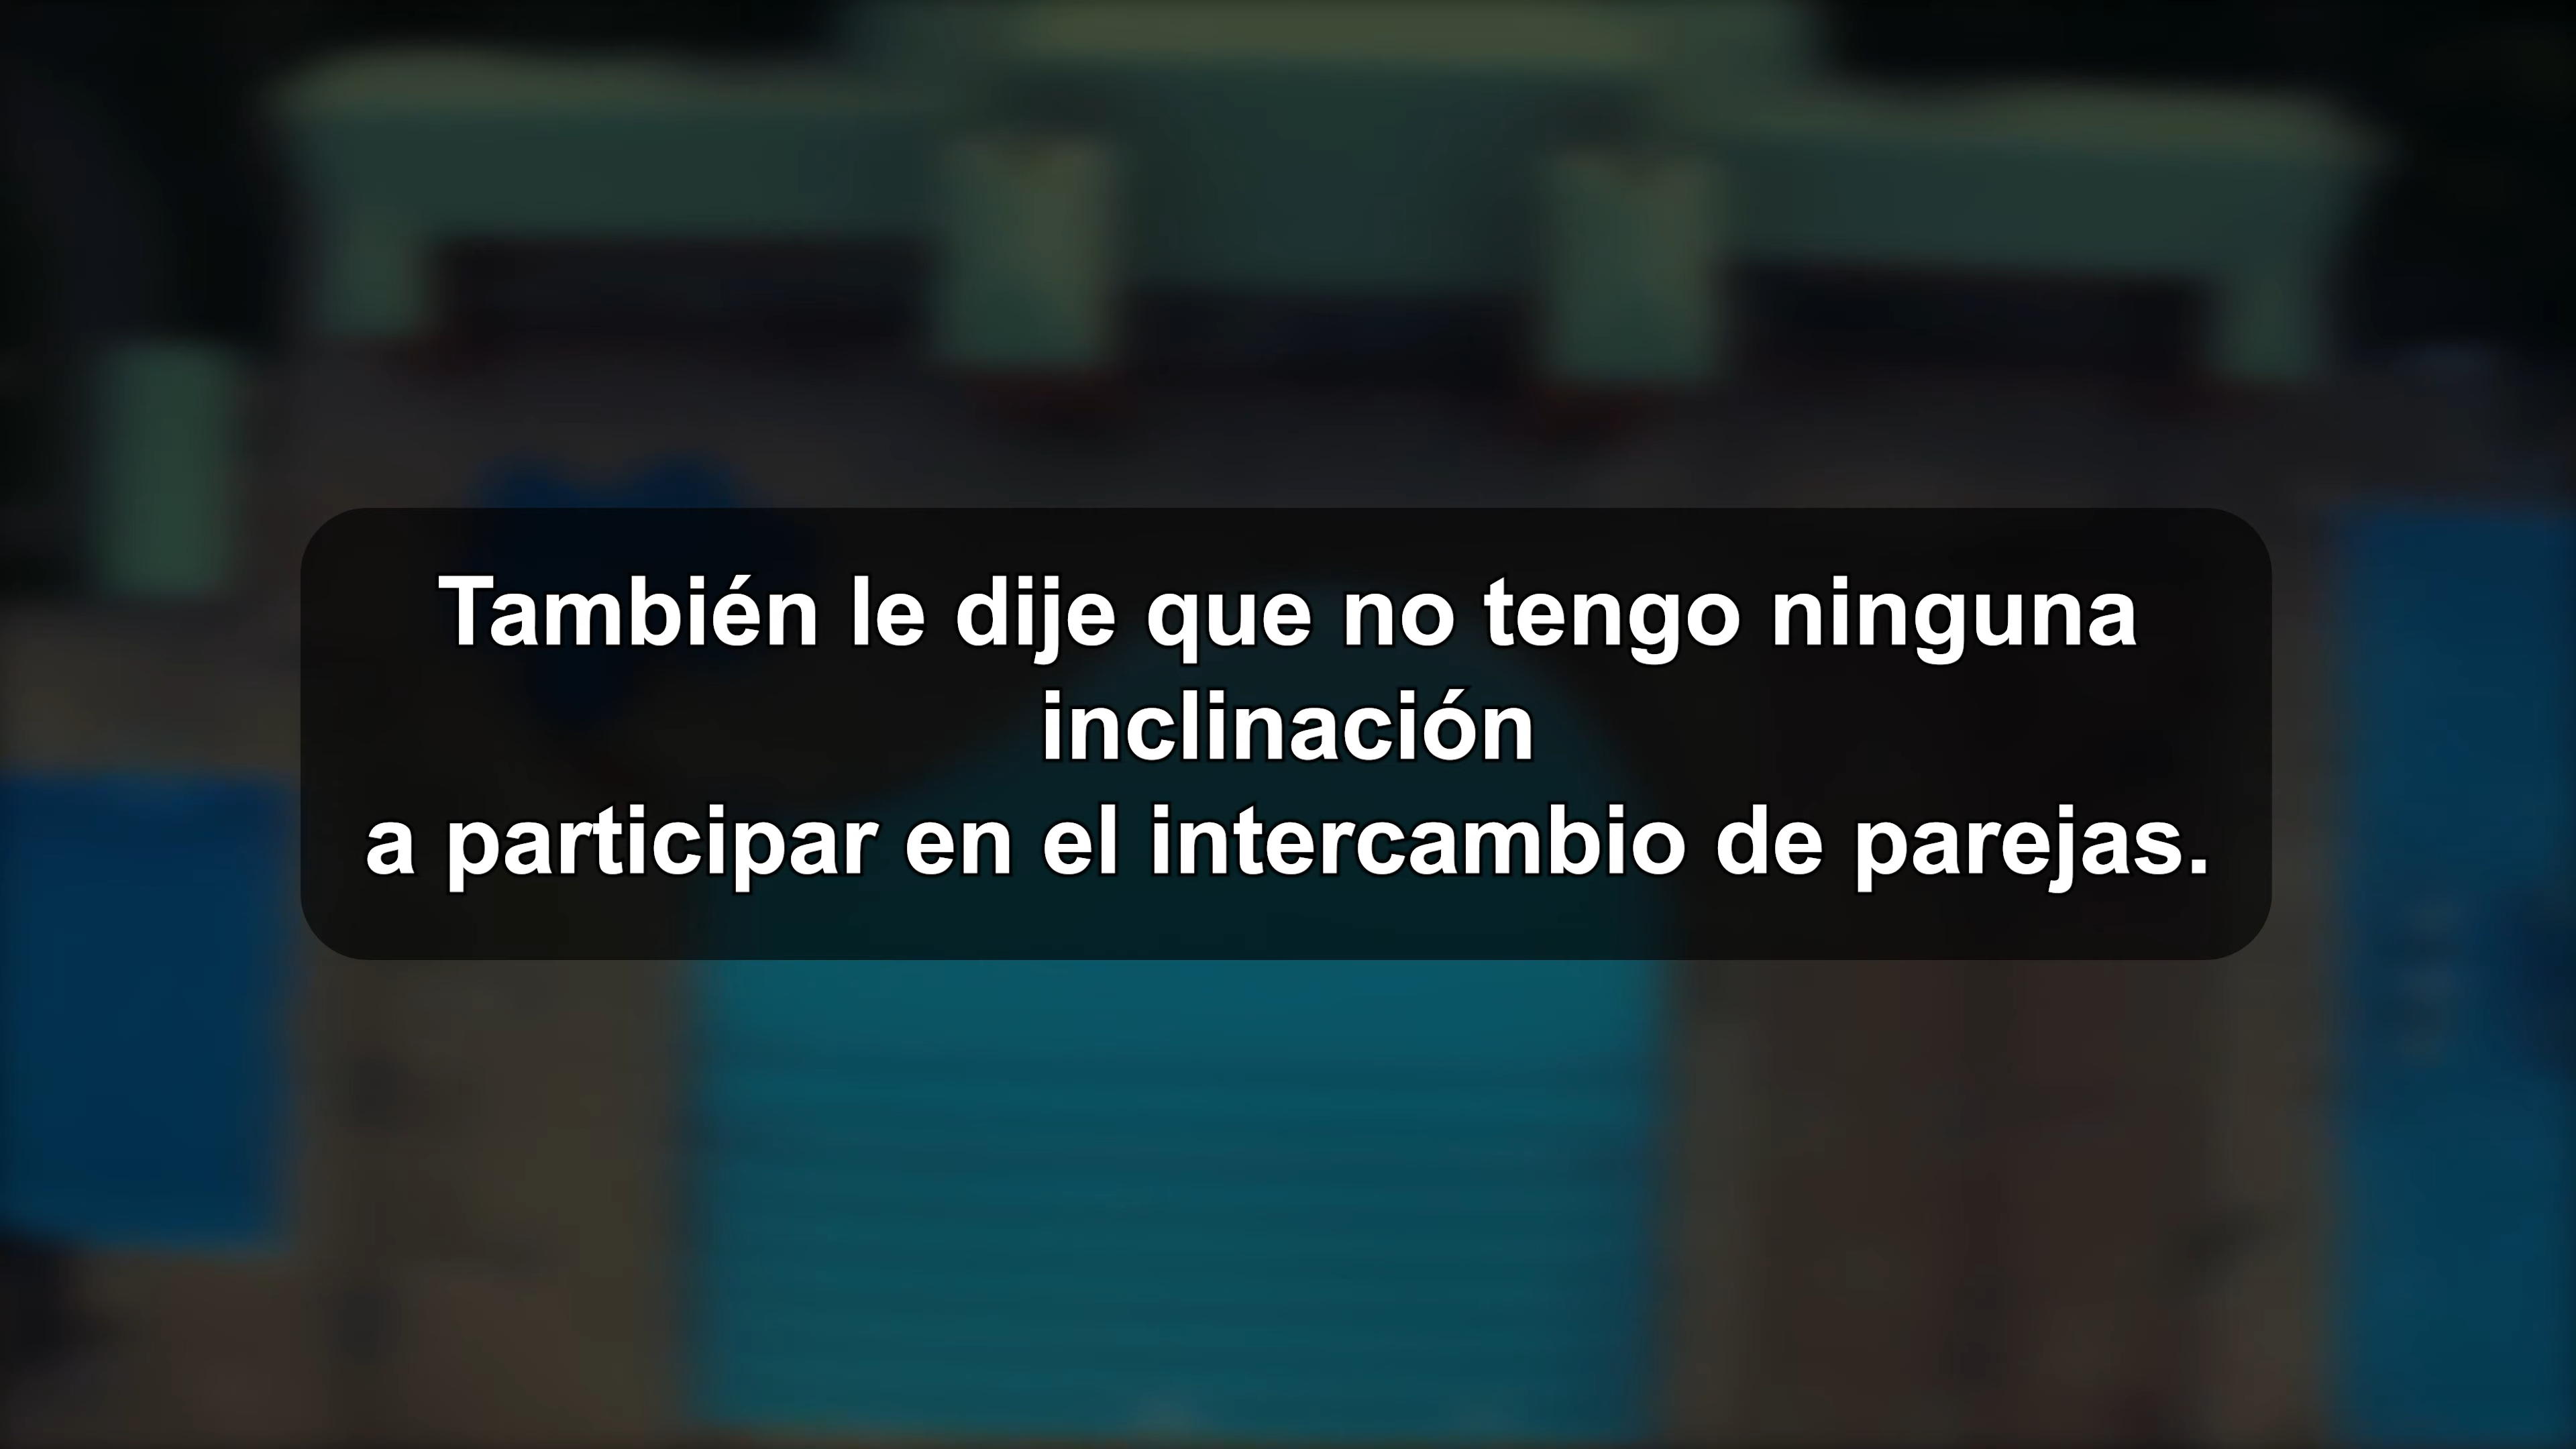 También le dije que no tengo ninguna
inclinación
a participar en el intercambio de parejas.